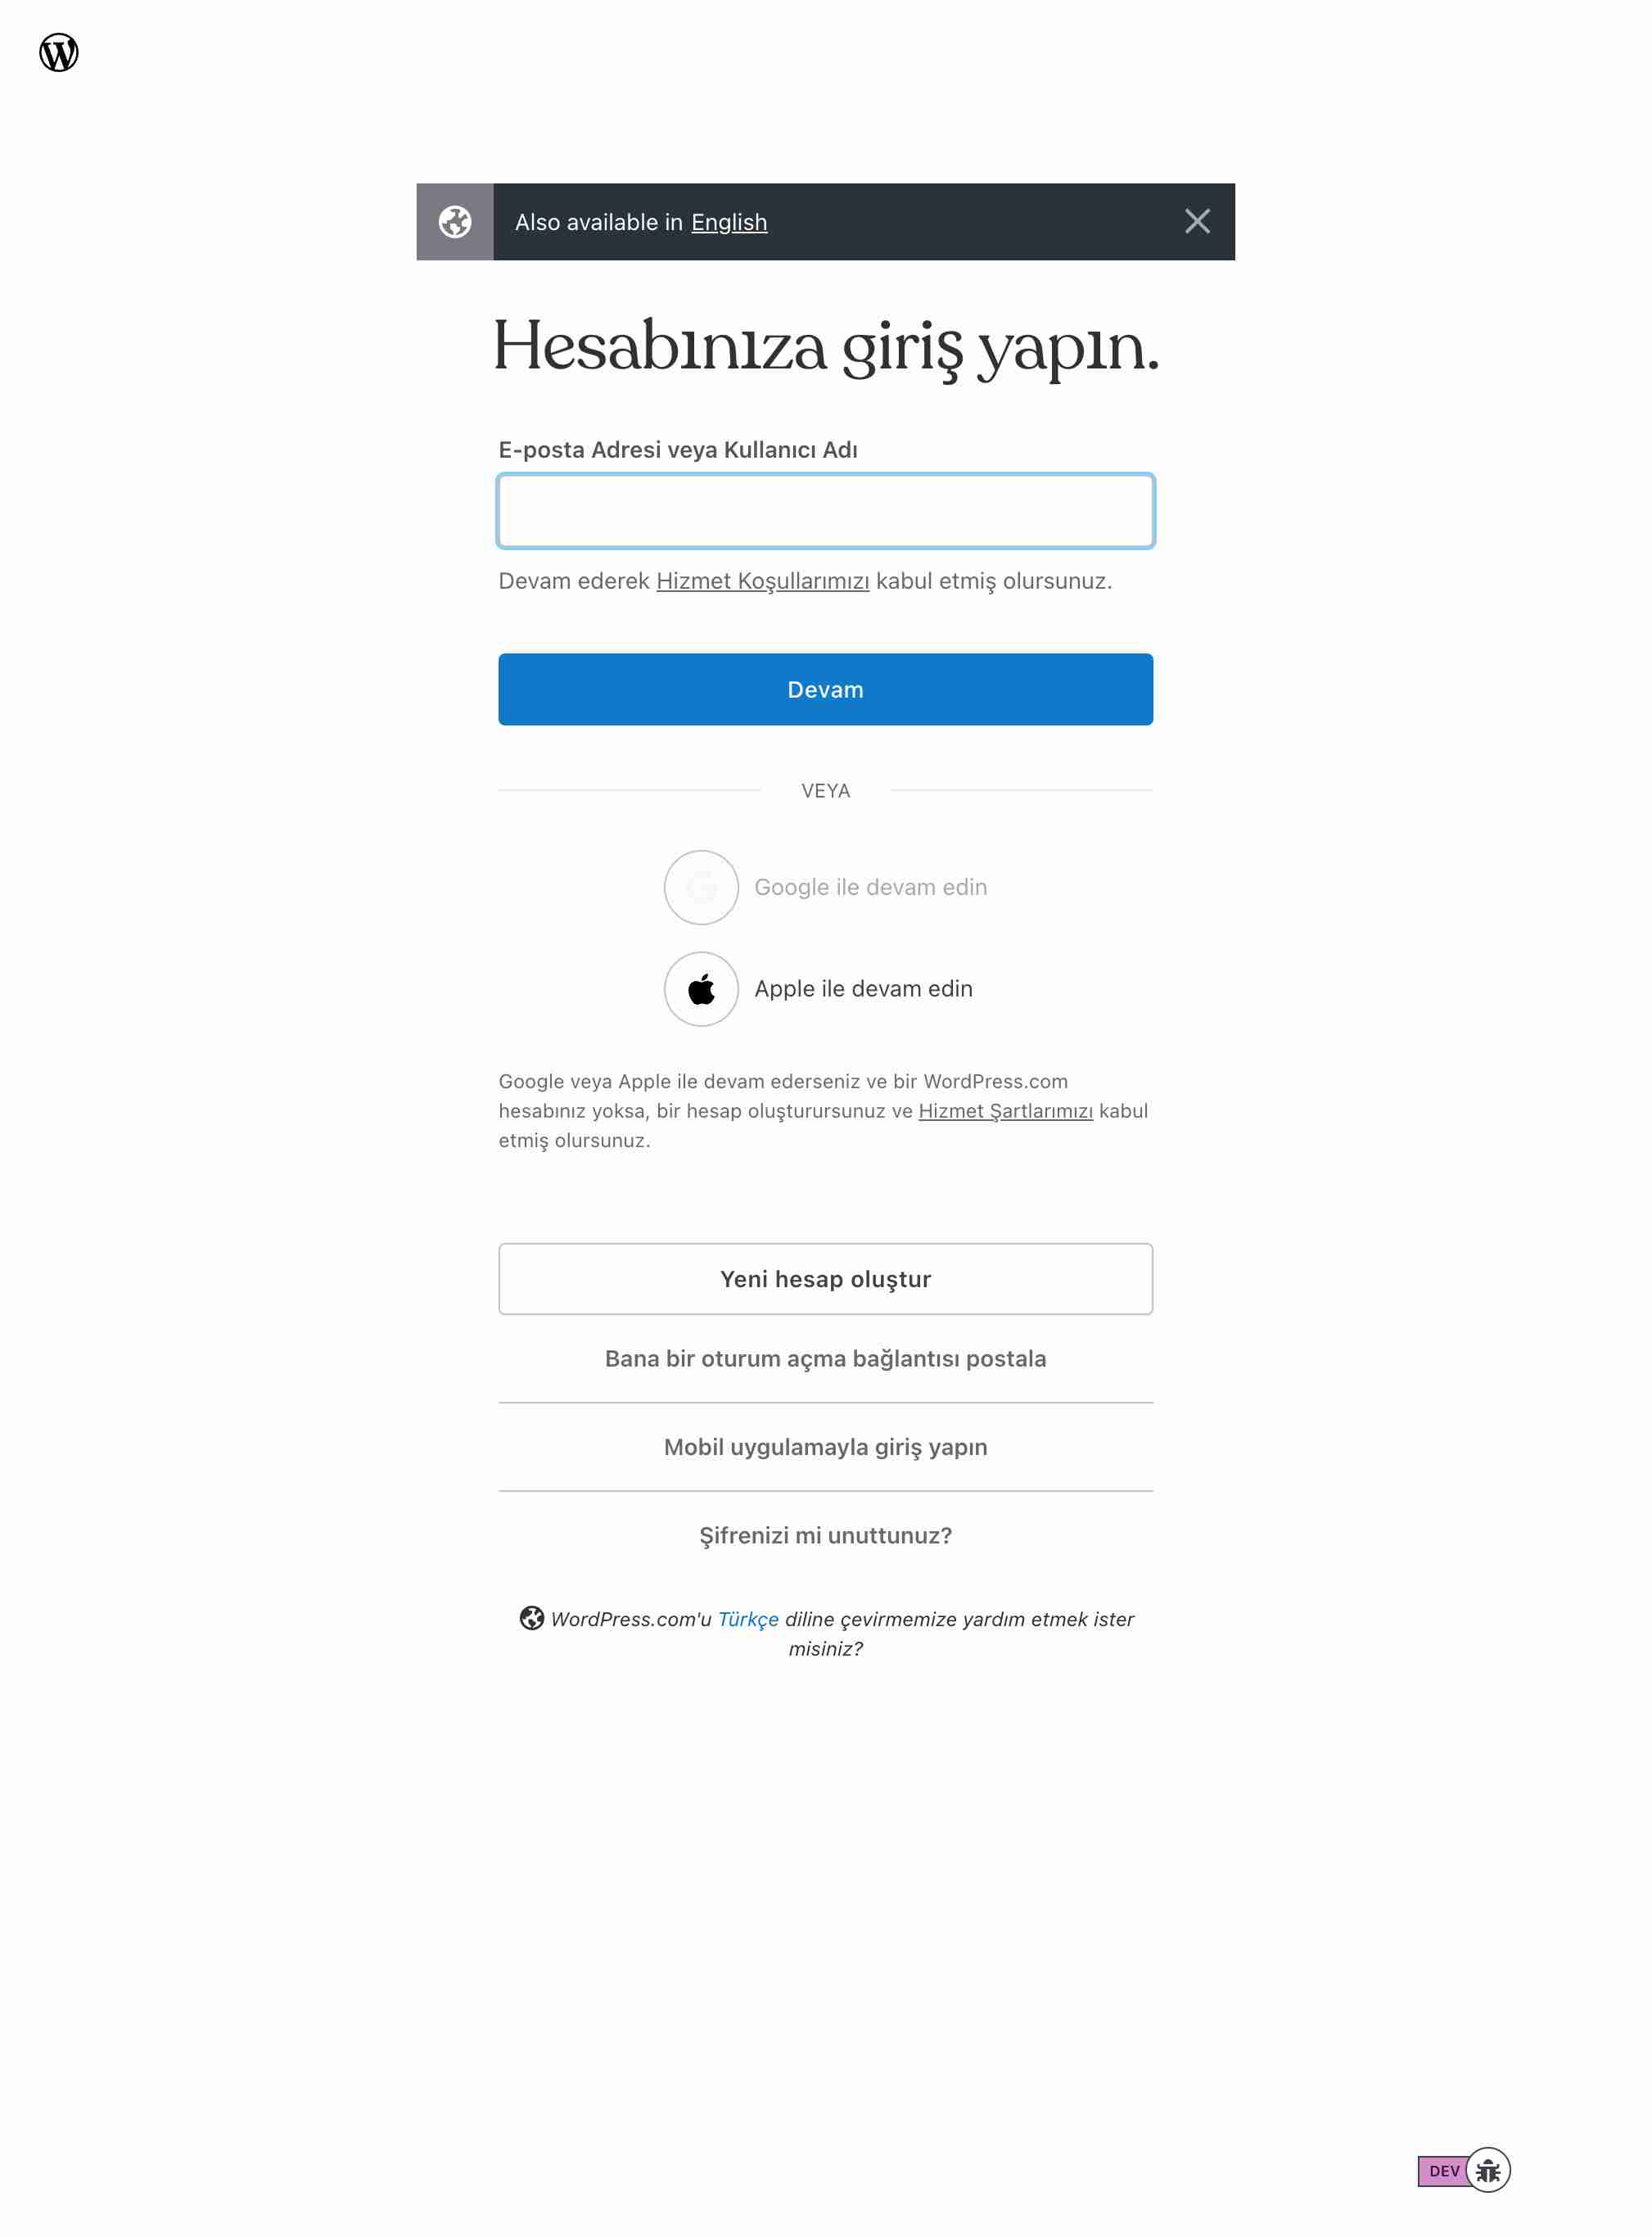 Also available in English
Hesabınıza giriş yapın.
E-posta Adresi veya Kullanıcı Adı
Devam ederek Hizmet Koşullarımızı kabul etmiş olursunuz.
Devam
VEYA
Google ile devam edin
Apple ile devam edin
Google veya Apple ile devam ederseniz ve bir WordPress.com
hesabınız yoksa, bir hesap oluşturursunuz ve Hizmet Şartlarımızı kabul
etmiş olursunuz.
Yeni hesap oluştur
Bana bir oturum açma bağlantısı postala
Mobil uygulamayla giriş yapın
Şifrenizi mi unuttunuz?
WordPress.com'u Türkçe diline çevirmemize yardım etmek ister
misiniz?
DEV